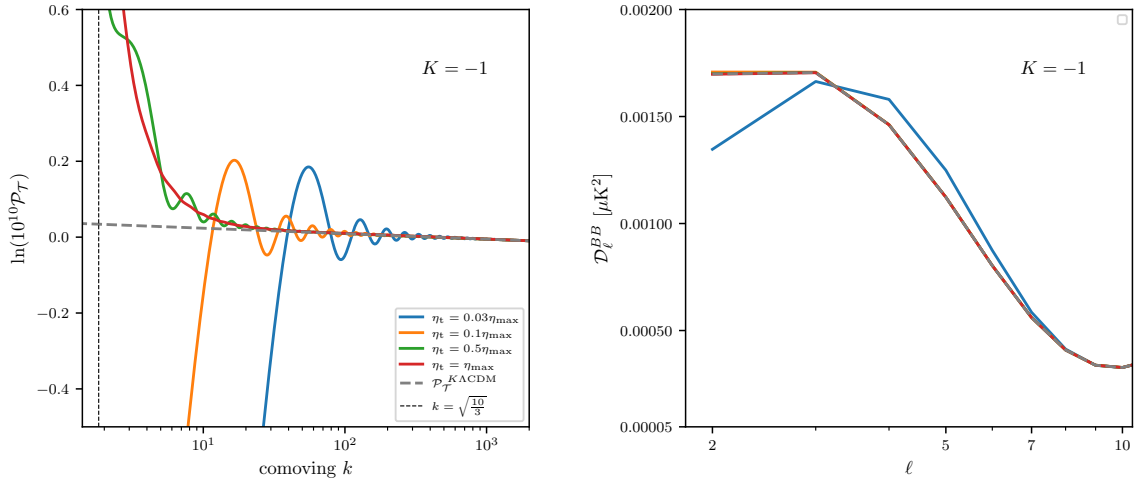 0.6
0.4
0.2
0.0
−0.2
−0.4
ln(10¹⁰𝒫_𝒯)
K = −1
η_t = 0.03η_max
η_t = 0.1η_max
η_t = 0.5η_max
η_t = η_max
𝒫_𝒯^KΛCDM
k = √(10/3)
10¹
10²
10³
comoving k
0.00200
0.00150
0.00100
0.00050
0.00005
𝒟_ℓ^BB [μK²]
K = −1
2
5
7
10
ℓ